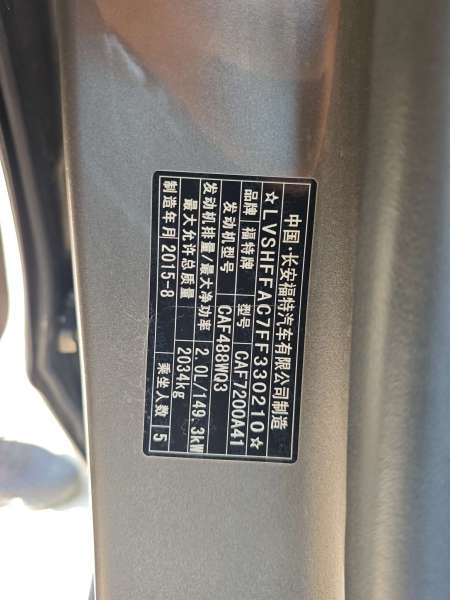 中国·长安福特汽车有限公司制造
☆LVSHFFAC7FF330210☆
品牌 福特牌 型号 CAF7200A41
发动机型号 CAF488WQ3
发动机排量/最大净功率 2.0L/149.3kW
最大允许总质量 2034kg
制造年月 2015-8 乘坐人数 5